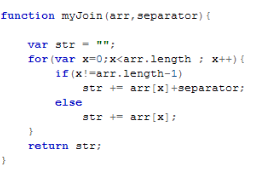 function myJoin(arr,separator){
var str = "";
for(var x=0;x<arr.length ; x++){
if(x!=arr.length-1)
str += arr[x]+separator;
else
str += arr[x];
}
return str;
}